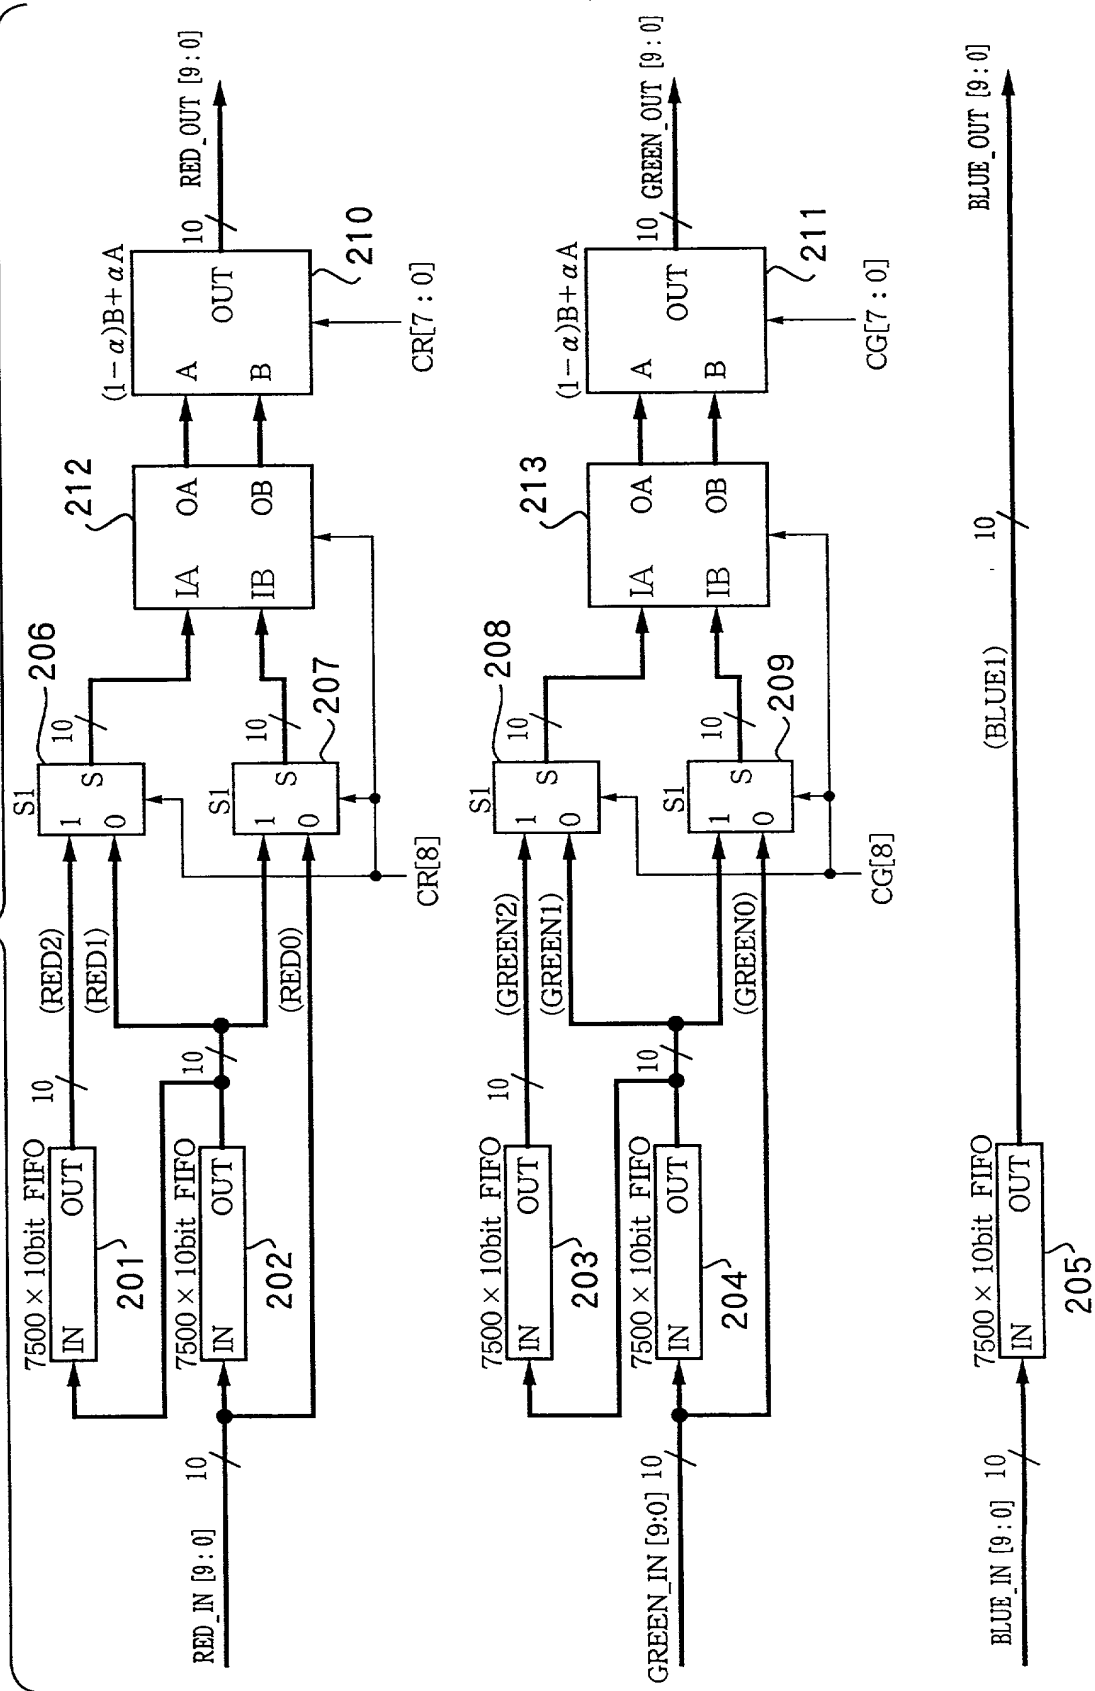 RED_IN [9:0]
10
7500×10bit FIFO
IN OUT
201
7500×10bit FIFO
IN OUT
202
10
10
(RED2)
(RED1)
(RED0)
S1
1
0
S
206
10
S1
1
0
S
207
10
CR[8]
212
IA OA
IB OB
(1-α)B+αA
A
B
OUT
210
CR[7:0]
10
RED_OUT [9:0]
GREEN_IN [9:0]
10
7500×10bit FIFO
IN OUT
203
7500×10bit FIFO
IN OUT
204
10
10
(GREEN2)
(GREEN1)
(GREEN0)
S1
1
0
S
208
10
S1
1
0
S
209
10
CG[8]
213
IA OA
IB OB
(1-α)B+αA
A
B
OUT
211
CG[7:0]
10
GREEN_OUT [9:0]
BLUE_IN [9:0]
10
7500×10bit FIFO
IN OUT
205
(BLUE1)
10
BLUE_OUT [9:0]